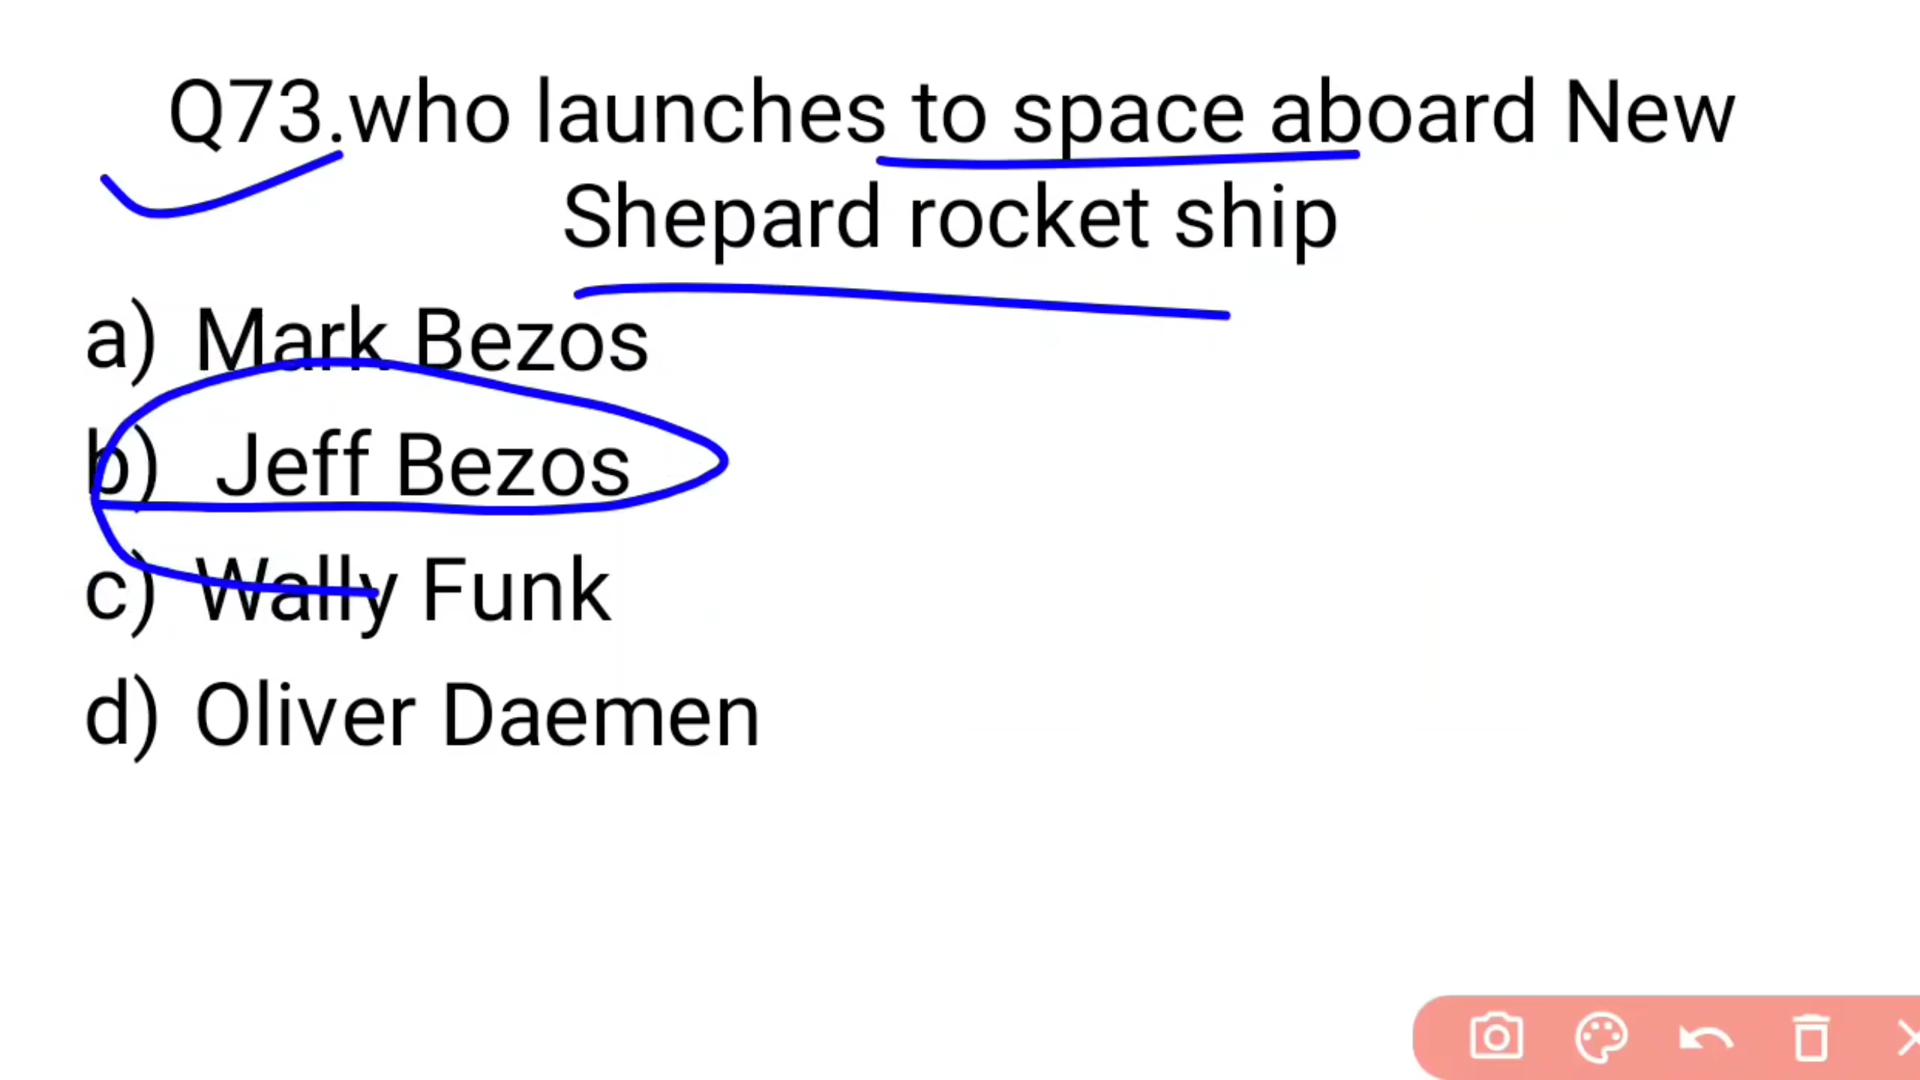 Q73.who launches to space aboard New
Shepard rocket ship
a) Mark Bezos
b) Jeff Bezos
c) Wally Funk
d) Oliver Daemen